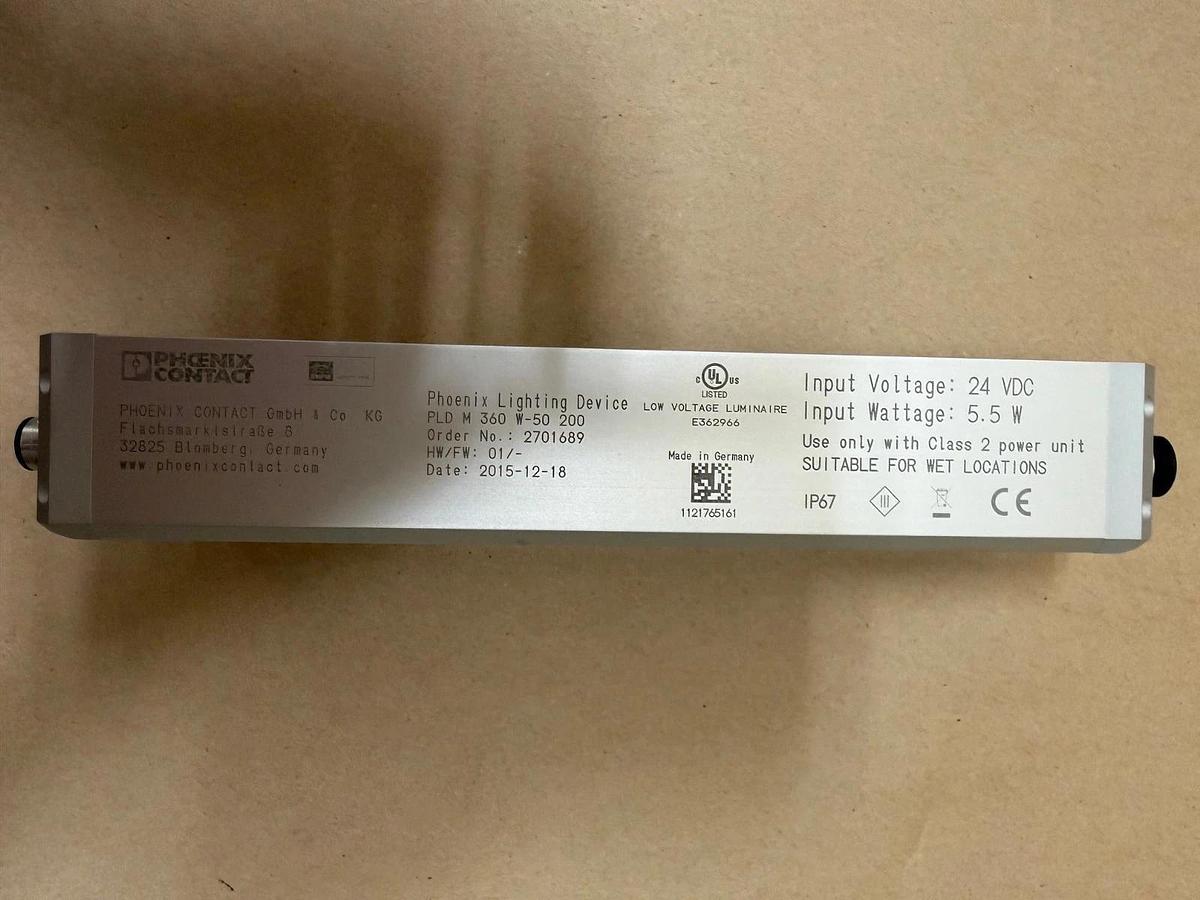 PHŒNIX
CONTACT
PHOENIX CONTACT GmbH & Co KG
Flachsmarktstraße 8
32825 Blomberg, Germany
www.phoenixcontact.com
Phoenix Lighting Device
PLD M 360 W-50 200
Order No.: 2701689
HW/FW: 01/-
Date: 2015-12-18
C UL US
LISTED
LOW VOLTAGE LUMINAIRE
E362966
Made in Germany
1121765161
Input Voltage: 24 VDC
Input Wattage: 5.5 W
Use only with Class 2 power unit
SUITABLE FOR WET LOCATIONS
IP67 III CE